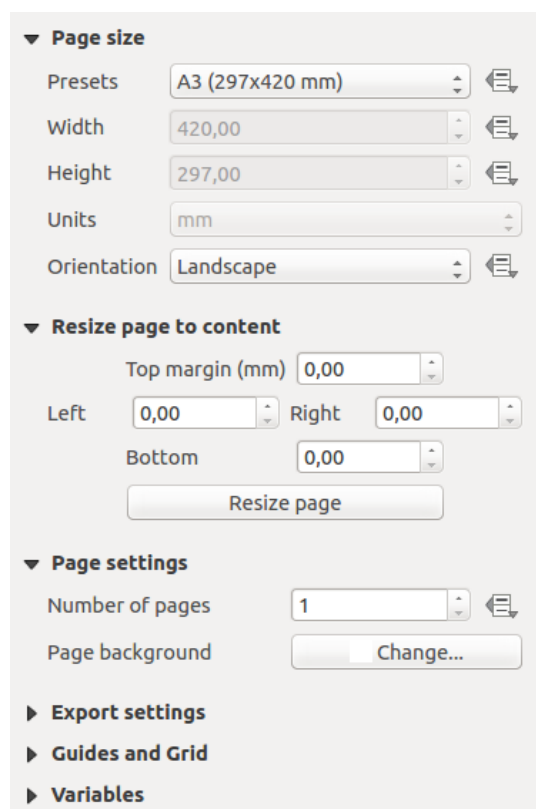 Page size
Presets A3 (297x420 mm)
Width 420,00
Height 297,00
Units mm
Orientation Landscape
Resize page to content
Top margin (mm) 0,00
Left 0,00 Right 0,00
Bottom 0,00
Resize page
Page settings
Number of pages 1
Page background Change...
Export settings
Guides and Grid
Variables